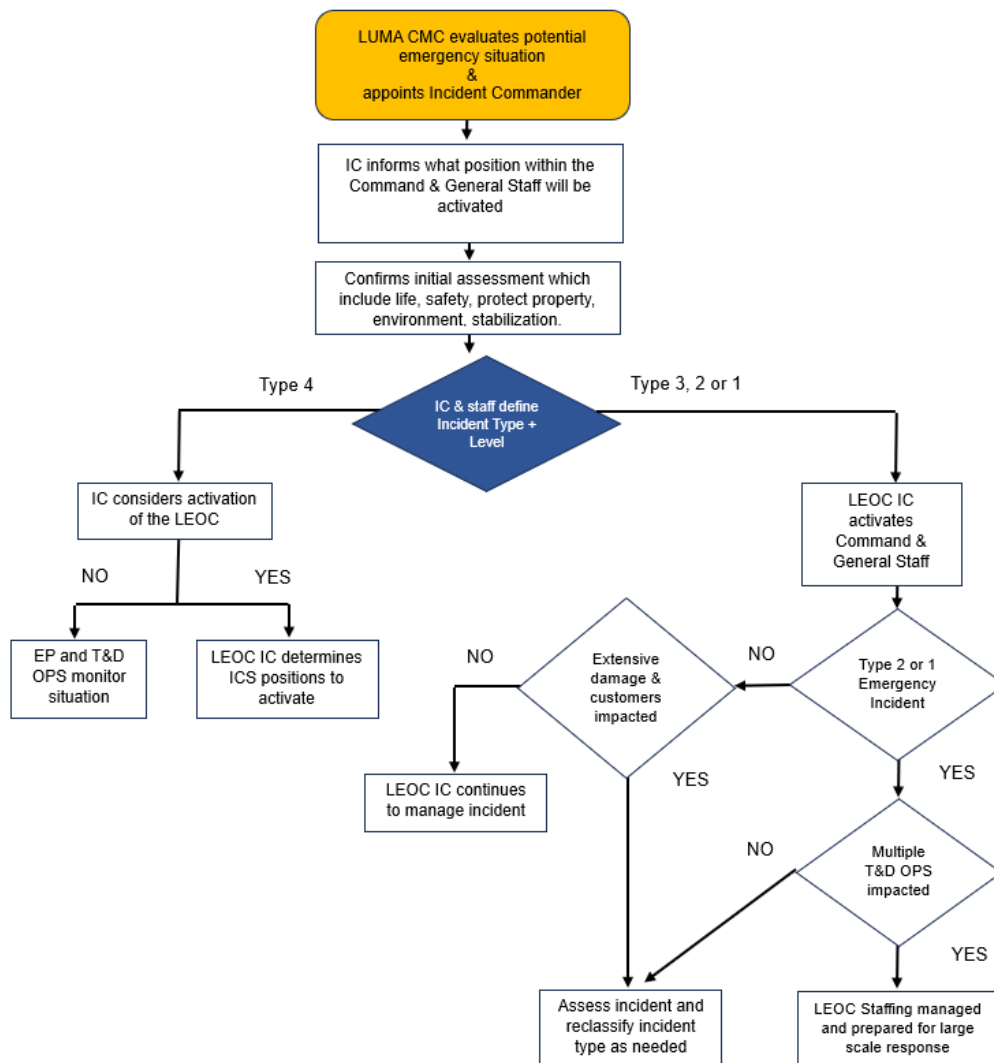 LUMA CMC evaluates potential
emergency situation
&
appoints Incident Commander
IC informs what position within the
Command & General Staff will be
activated
Confirms initial assessment which
include life, safety, protect property,
environment, stabilization.
Type 4
Type 3, 2 or 1
IC & staff define
Incident Type +
Level
IC considers activation
of the LEOC
LEOC IC
activates
Command &
General Staff
NO
YES
EP and T&D
OPS monitor
situation
LEOC IC determines
ICS positions to
activate
NO
Extensive
damage &
customers
impacted
NO
Type 2 or 1
Emergency
Incident
LEOC IC continues
to manage incident
YES
YES
NO
Multiple
T&D OPS
impacted
YES
Assess incident and
reclassify incident
type as needed
LEOC Staffing managed
and prepared for large
scale response